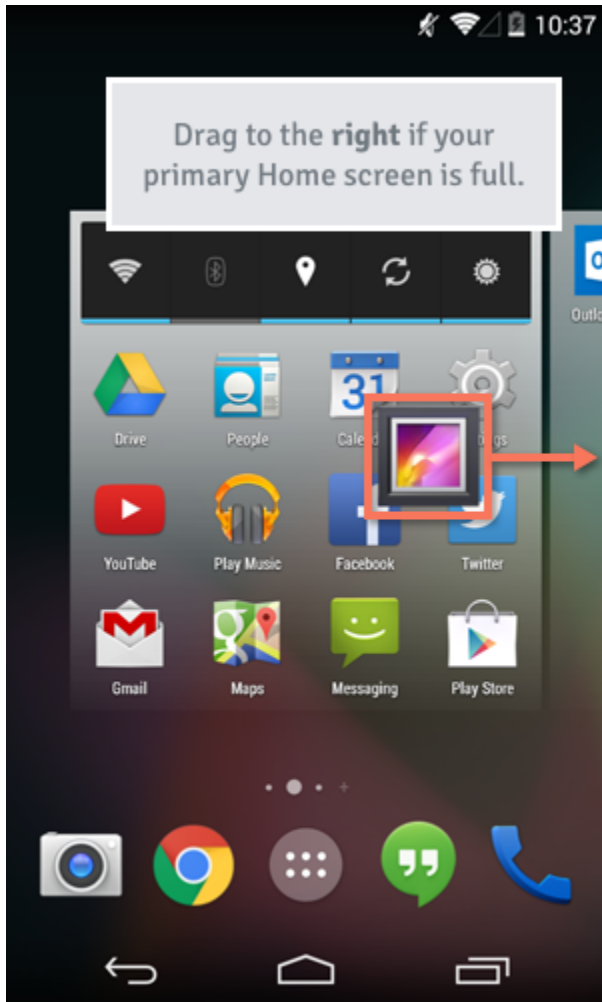 10:37
Drag to the right if your
primary Home screen is full.
31
Drive
People
YouTube
Play Music
Facebook
Twitter
Gmail
Maps
Messaging
Play Store